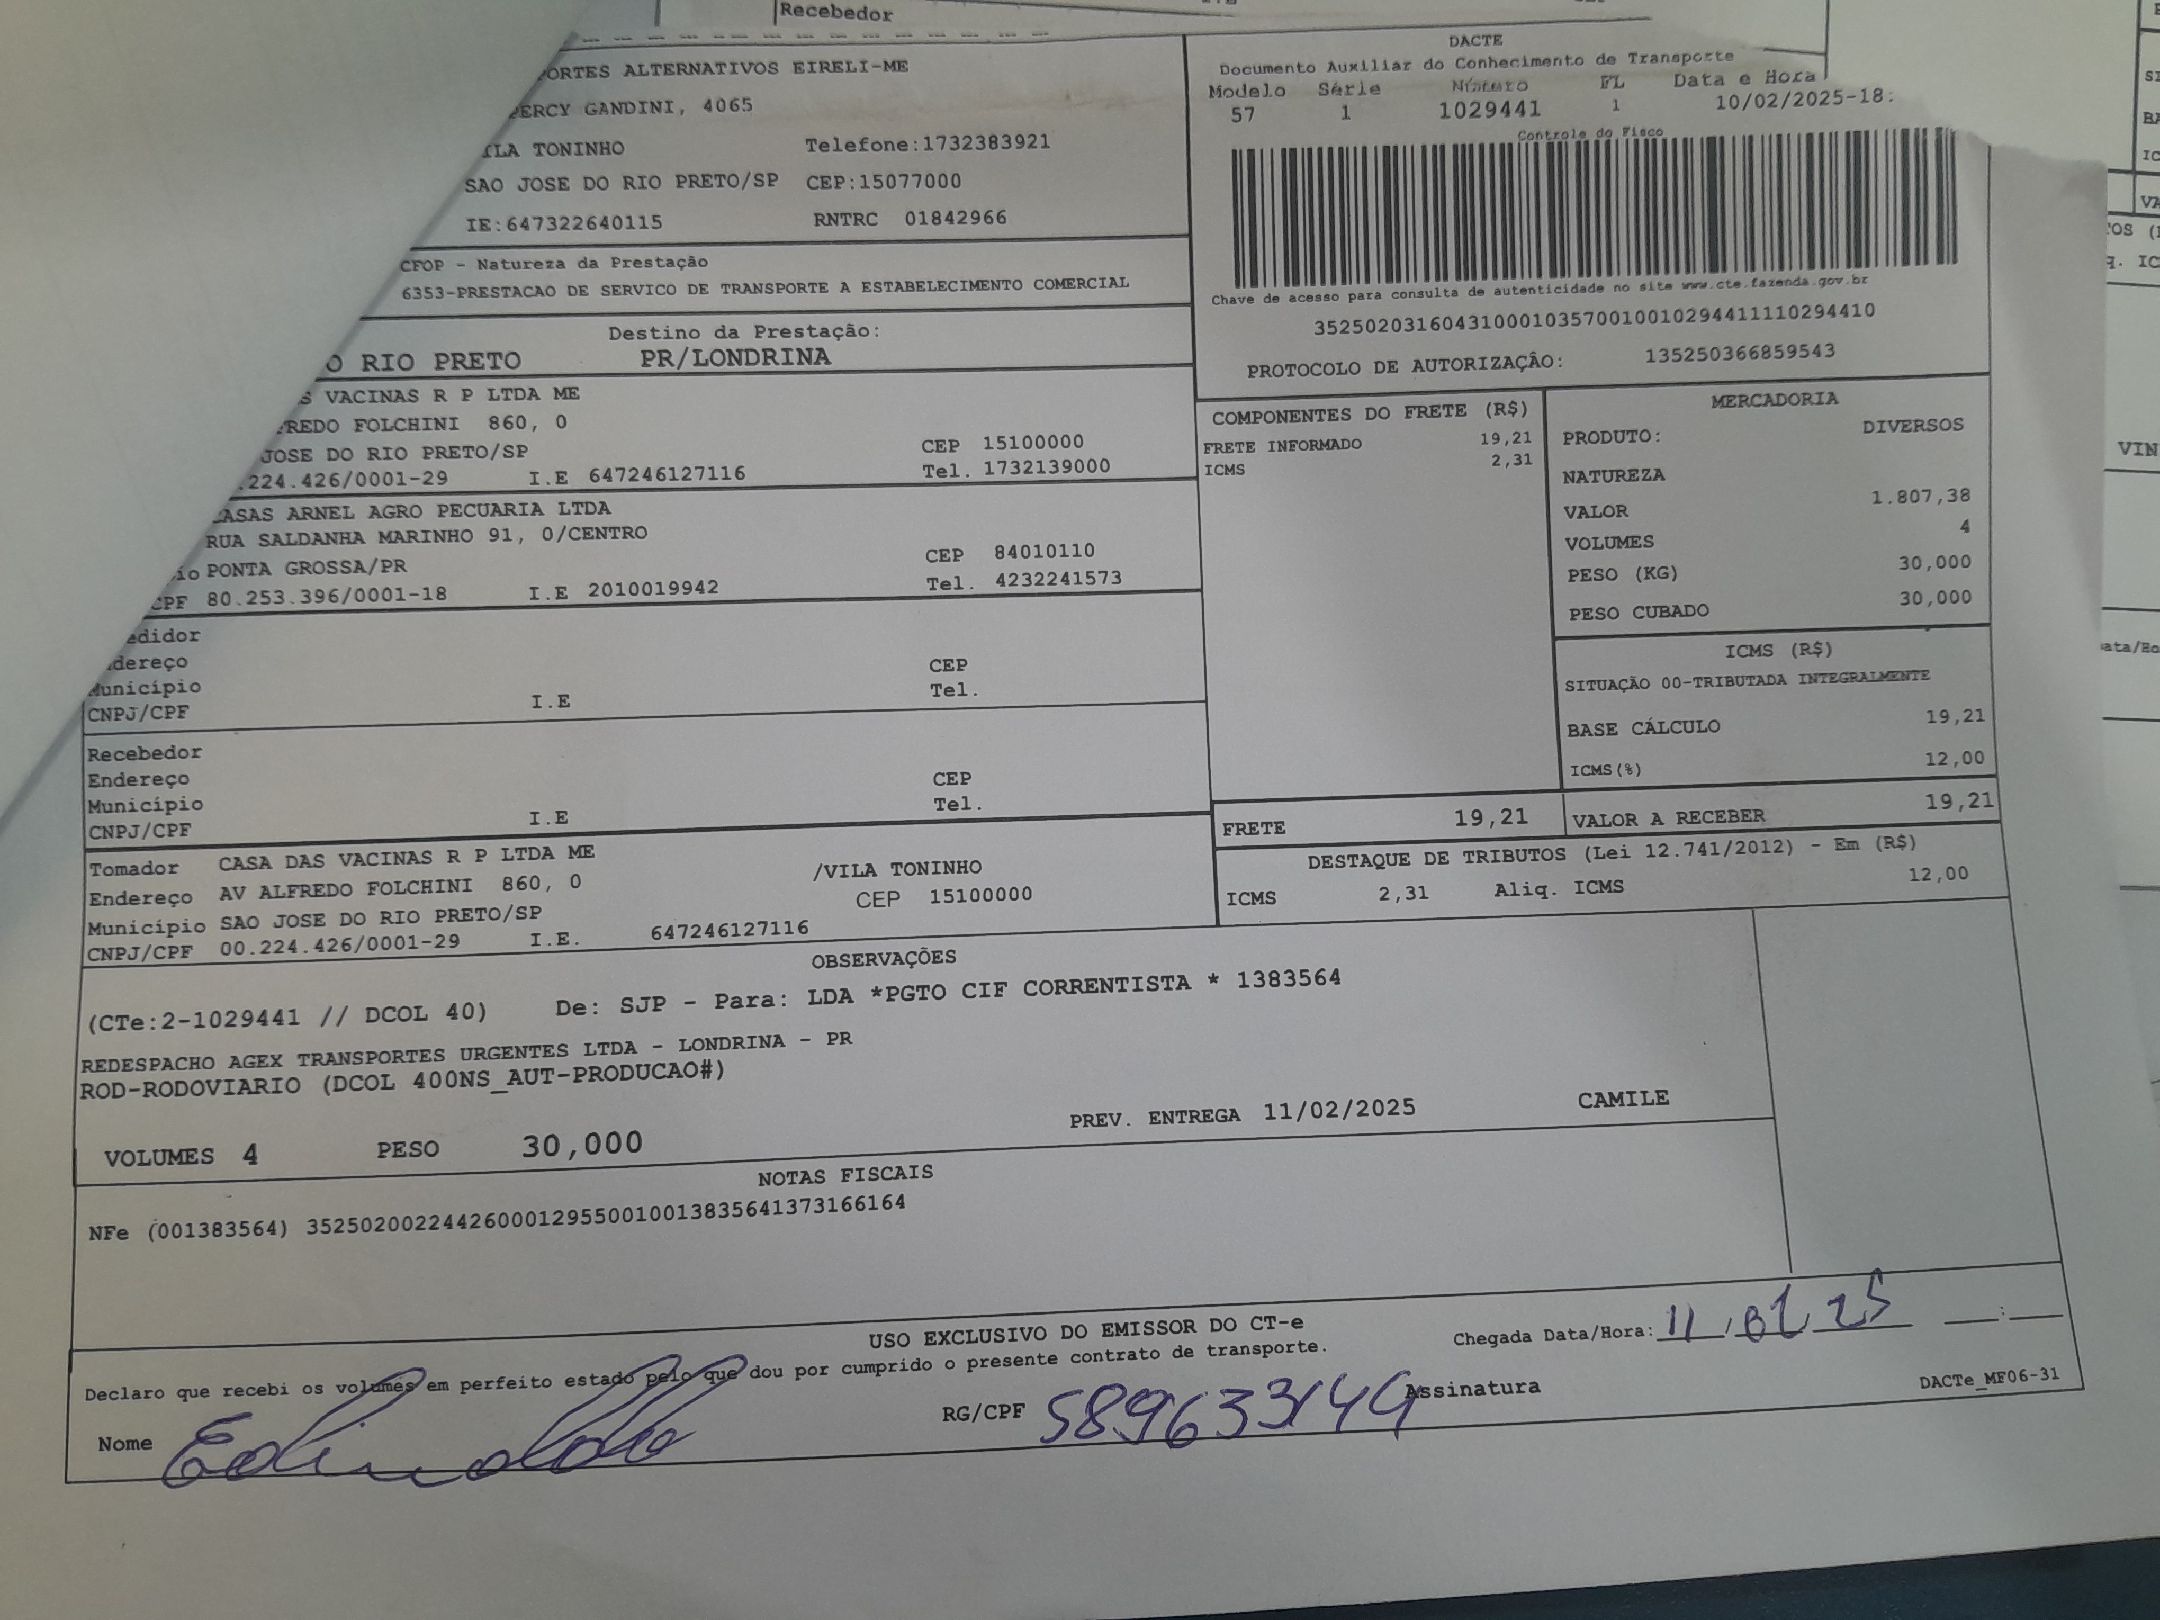 Recebedor
ORTES ALTERNATIVOS EIRELI-ME
ERCY GANDINI, 4065
ILA TONINHO Telefone:1732383921
SAO JOSE DO RIO PRETO/SP CEP:15077000
IE:647322640115 RNTRC 01842966
CFOP - Natureza da Prestação
6353-PRESTACAO DE SERVICO DE TRANSPORTE A ESTABELECIMENTO COMERCIAL
Destino da Prestação:
O RIO PRETO PR/LONDRINA
S VACINAS R P LTDA ME
FREDO FOLCHINI 860, 0
JOSE DO RIO PRETO/SP CEP 15100000
.224.426/0001-29 I.E 647246127116 Tel. 1732139000
CASAS ARNEL AGRO PECUARIA LTDA
RUA SALDANHA MARINHO 91, 0/CENTRO
io PONTA GROSSA/PR CEP 84010110
CPF 80.253.396/0001-18 I.E 2010019942 Tel. 4232241573
edidor
dereço CEP
Município Tel.
CNPJ/CPF I.E
Recebedor
Endereço CEP
Município Tel.
CNPJ/CPF I.E
Tomador CASA DAS VACINAS R P LTDA ME
Endereço AV ALFREDO FOLCHINI 860, 0 /VILA TONINHO
Município SAO JOSE DO RIO PRETO/SP CEP 15100000
CNPJ/CPF 00.224.426/0001-29 I.E. 647246127116
DACTE
Documento Auxiliar do Conhecimento de Transporte
Modelo Série Número FL Data e Hora
57 1 1029441 1 10/02/2025-18:
Controle do Fisco
Chave de acesso para consulta de autenticidade no site www.cte.fazenda.gov.br
35250203160431000103570010010294411110294410
PROTOCOLO DE AUTORIZAÇÃO: 135250366859543
COMPONENTES DO FRETE (R$)
FRETE INFORMADO 19,21
ICMS 2,31
MERCADORIA
PRODUTO: DIVERSOS
NATUREZA
VALOR 1.807,38
VOLUMES 4
PESO (KG) 30,000
PESO CUBADO 30,000
ICMS (R$)
SITUAÇÃO 00-TRIBUTADA INTEGRALMENTE
BASE CÁLCULO 19,21
ICMS(%) 12,00
FRETE 19,21 VALOR A RECEBER 19,21
DESTAQUE DE TRIBUTOS (Lei 12.741/2012) - Em (R$)
ICMS 2,31 Aliq. ICMS 12,00
OBSERVAÇÕES
(CTe:2-1029441 // DCOL 40) De: SJP - Para: LDA *PGTO CIF CORRENTISTA * 1383564
REDESPACHO AGEX TRANSPORTES URGENTES LTDA - LONDRINA - PR
ROD-RODOVIARIO (DCOL 400NS_AUT-PRODUCAO#)
PREV. ENTREGA 11/02/2025 CAMILE
VOLUMES 4 PESO 30,000
NOTAS FISCAIS
NFe (001383564) 35250200224426000129550010013835641373166164
USO EXCLUSIVO DO EMISSOR DO CT-e
Chegada Data/Hora: 11/02/25 :
Declaro que recebi os volumes em perfeito estado pelo que dou por cumprido o presente contrato de transporte.
Nome RG/CPF 589633144 Assinatura
DACTe_MF06-31